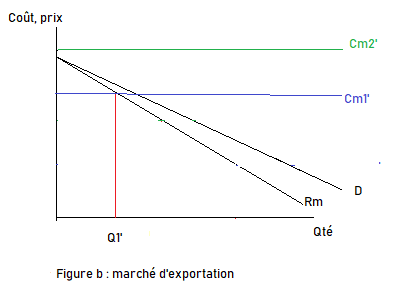 Coût, prix
Cm2'
Cm1'
D
Rm
Q1'
Qté
Figure b : marché d'exportation